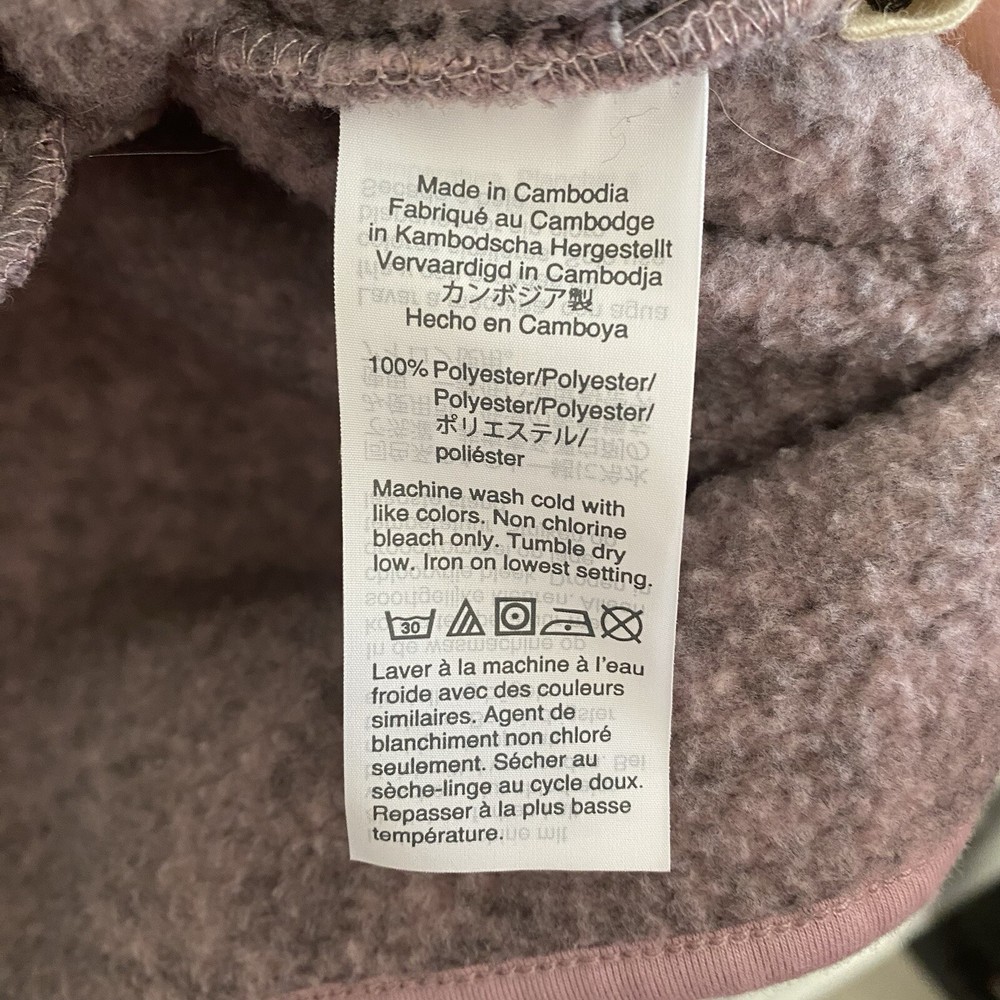 Made in Cambodia
Fabriqué au Cambodge
in Kambodscha Hergestellt
Vervaardigd in Cambodja
カンボジア製
Hecho en Camboya
100% Polyester/Polyester/
Polyester/Polyester/
ポリエステル/
poliéster
Machine wash cold with
like colors. Non chlorine
bleach only. Tumble dry
low. Iron on lowest setting.
30
Laver à la machine à l'eau
froide avec des couleurs
similaires. Agent de
blanchiment non chloré
seulement. Sécher au
sèche-linge au cycle doux.
Repasser à la plus basse
température.